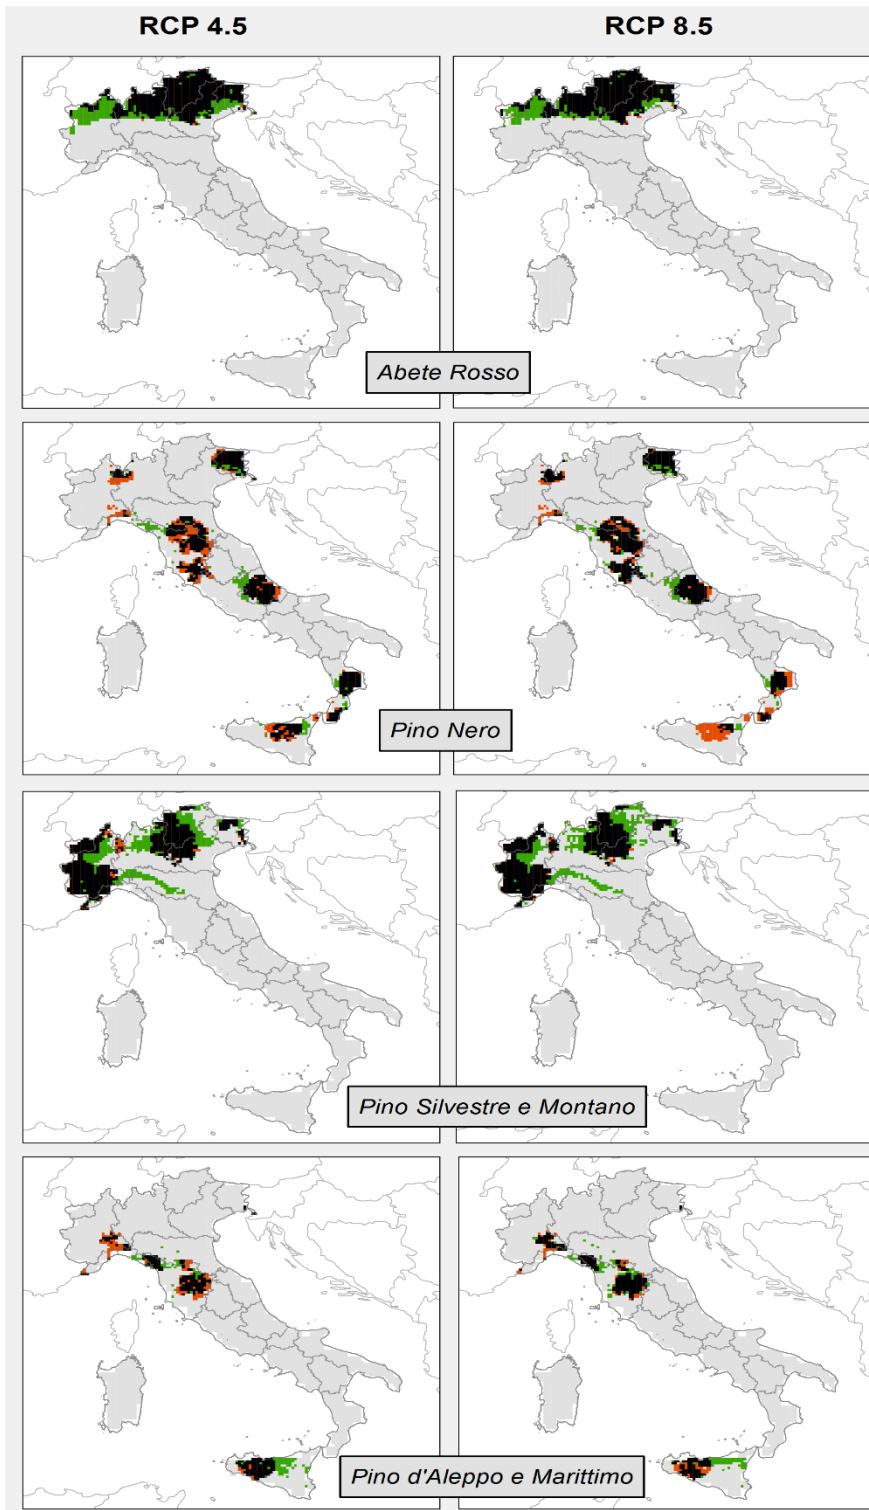 RCP 4.5
RCP 8.5
Abete Rosso
Pino Nero
Pino Silvestre e Montano
Pino d'Aleppo e Marittimo